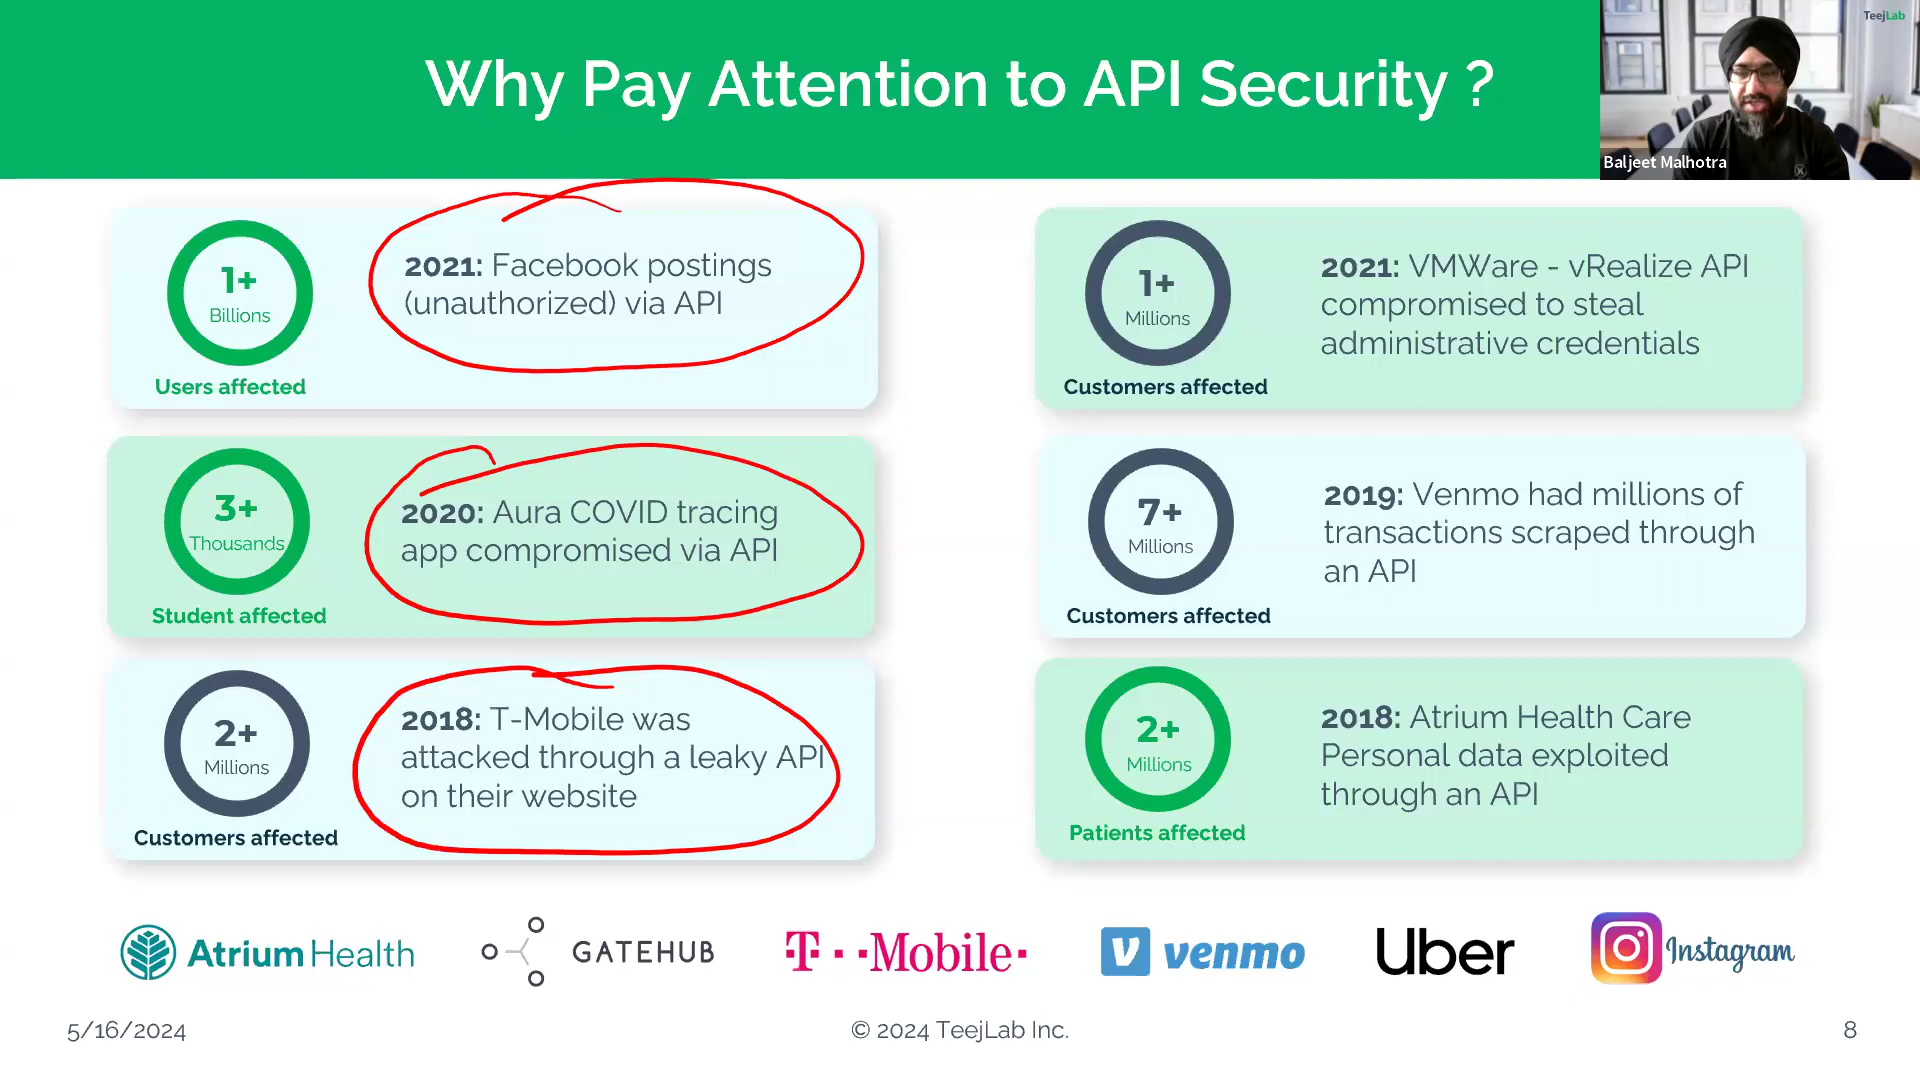 Why Pay Attention to API Security ?
TeejLab
Baljeet Malhotra
1+
Billions
Users affected
2021: Facebook postings
(unauthorized) via API
1+
Millions
Customers affected
2021: VMWare - vRealize API
compromised to steal
administrative credentials
3+
Thousands
Student affected
2020: Aura COVID tracing
app compromised via API
7+
Millions
Customers affected
2019: Venmo had millions of
transactions scraped through
an API
2+
Millions
Customers affected
2018: T-Mobile was
attacked through a leaky API
on their website
2+
Millions
Patients affected
2018: Atrium Health Care
Personal data exploited
through an API
Atrium Health
GATEHUB
T··Mobile·
venmo
Uber
Instagram
5/16/2024
© 2024 TeejLab Inc.
8